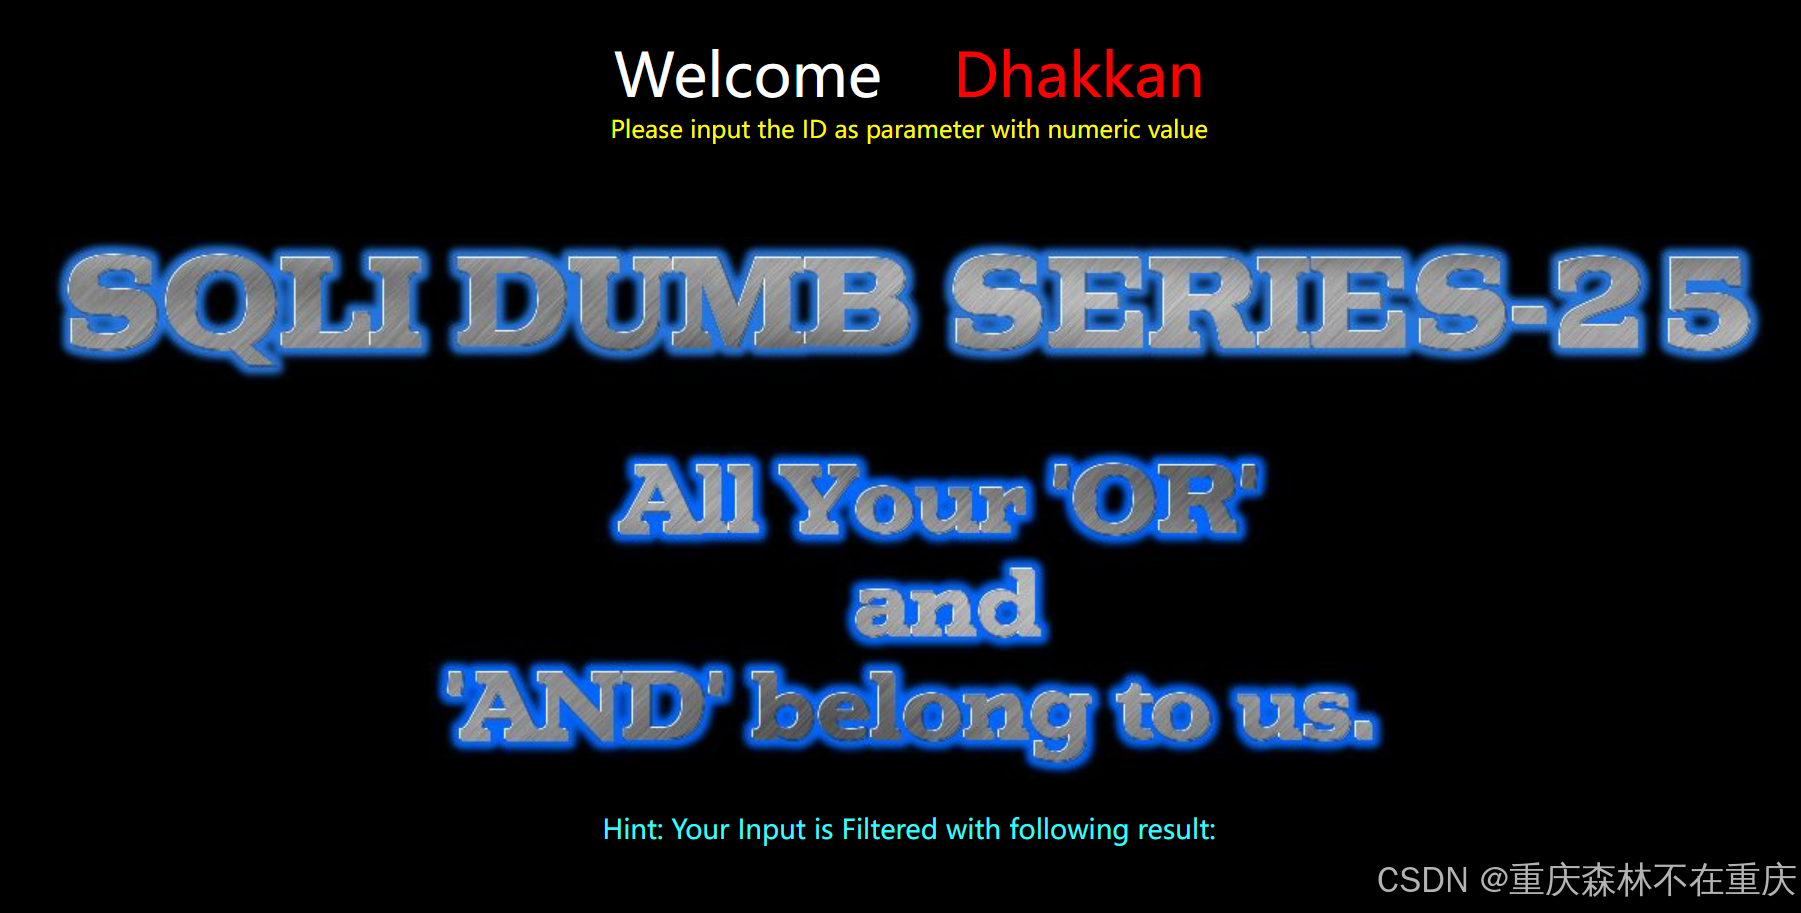 Welcome Dhakkan
Please input the ID as parameter with numeric value
SQLI DUMB SERIES-25
All Your 'OR'
and
'AND' belong to us.
Hint: Your Input is Filtered with following result:
CSDN @重庆森林不在重庆